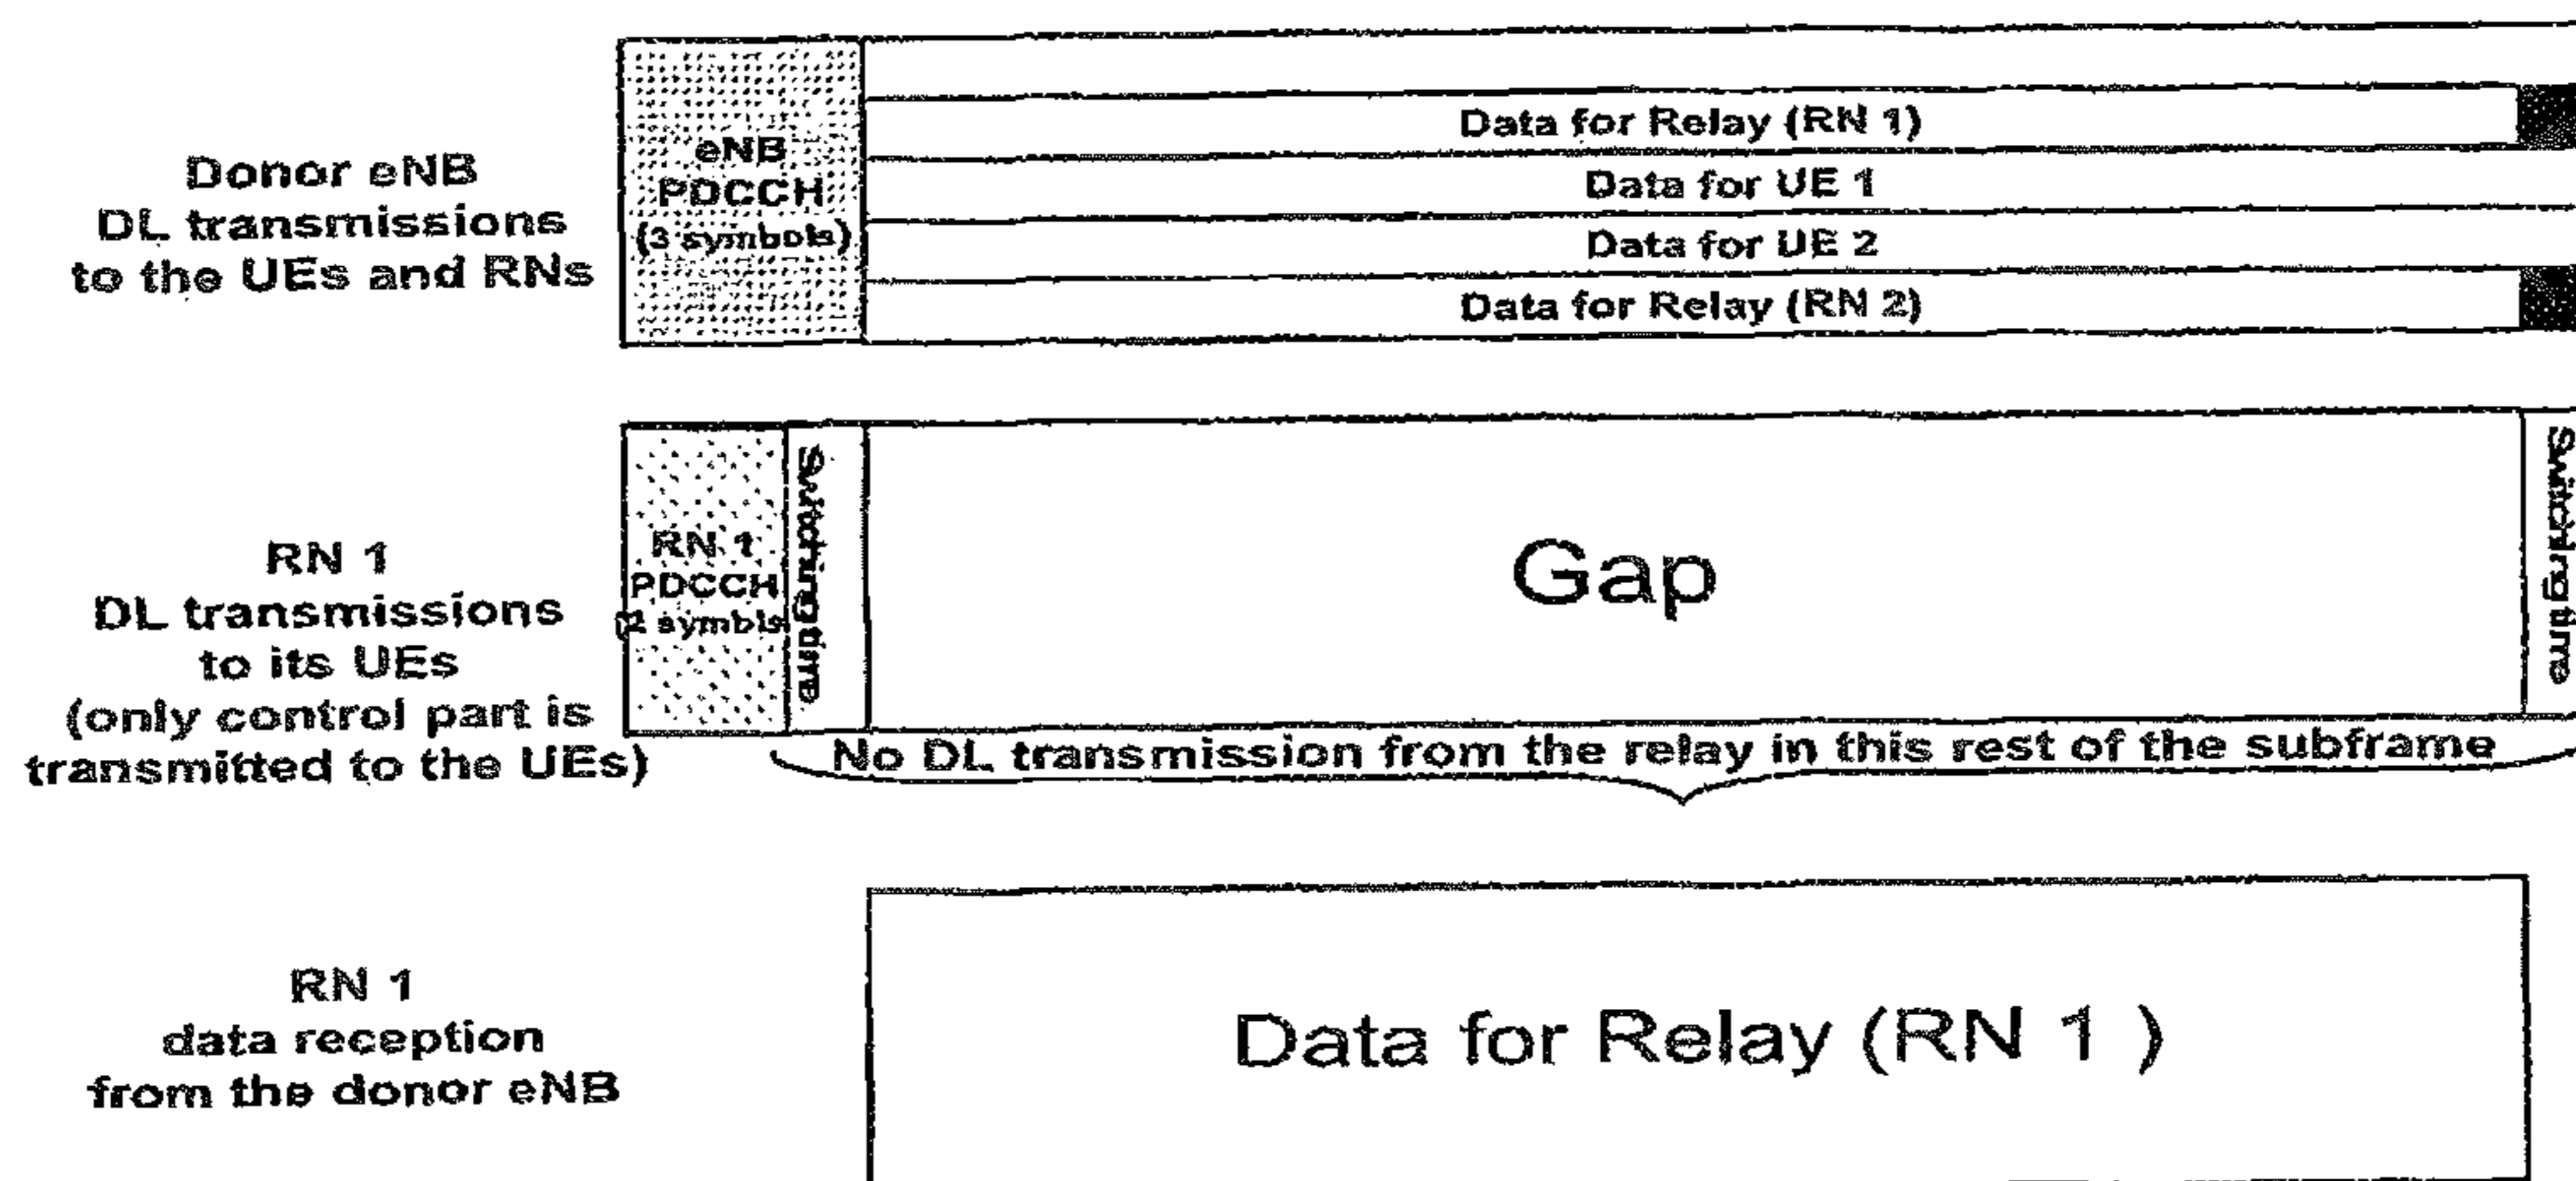 Donor eNB
DL transmissions
to the UEs and RNs
eNB
PDCCH
(3 symbols)
Data for Relay (RN 1)
Data for UE 1
Data for UE 2
Data for Relay (RN 2)
RN 1
DL transmissions
to its UEs
(only control part is
transmitted to the UEs)
RN 1
PDCCH
symbls
Switching time
Gap
Switching time
No DL transmission from the relay in this rest of the subframe
RN 1
data reception
from the donor eNB
Data for Relay (RN 1 )